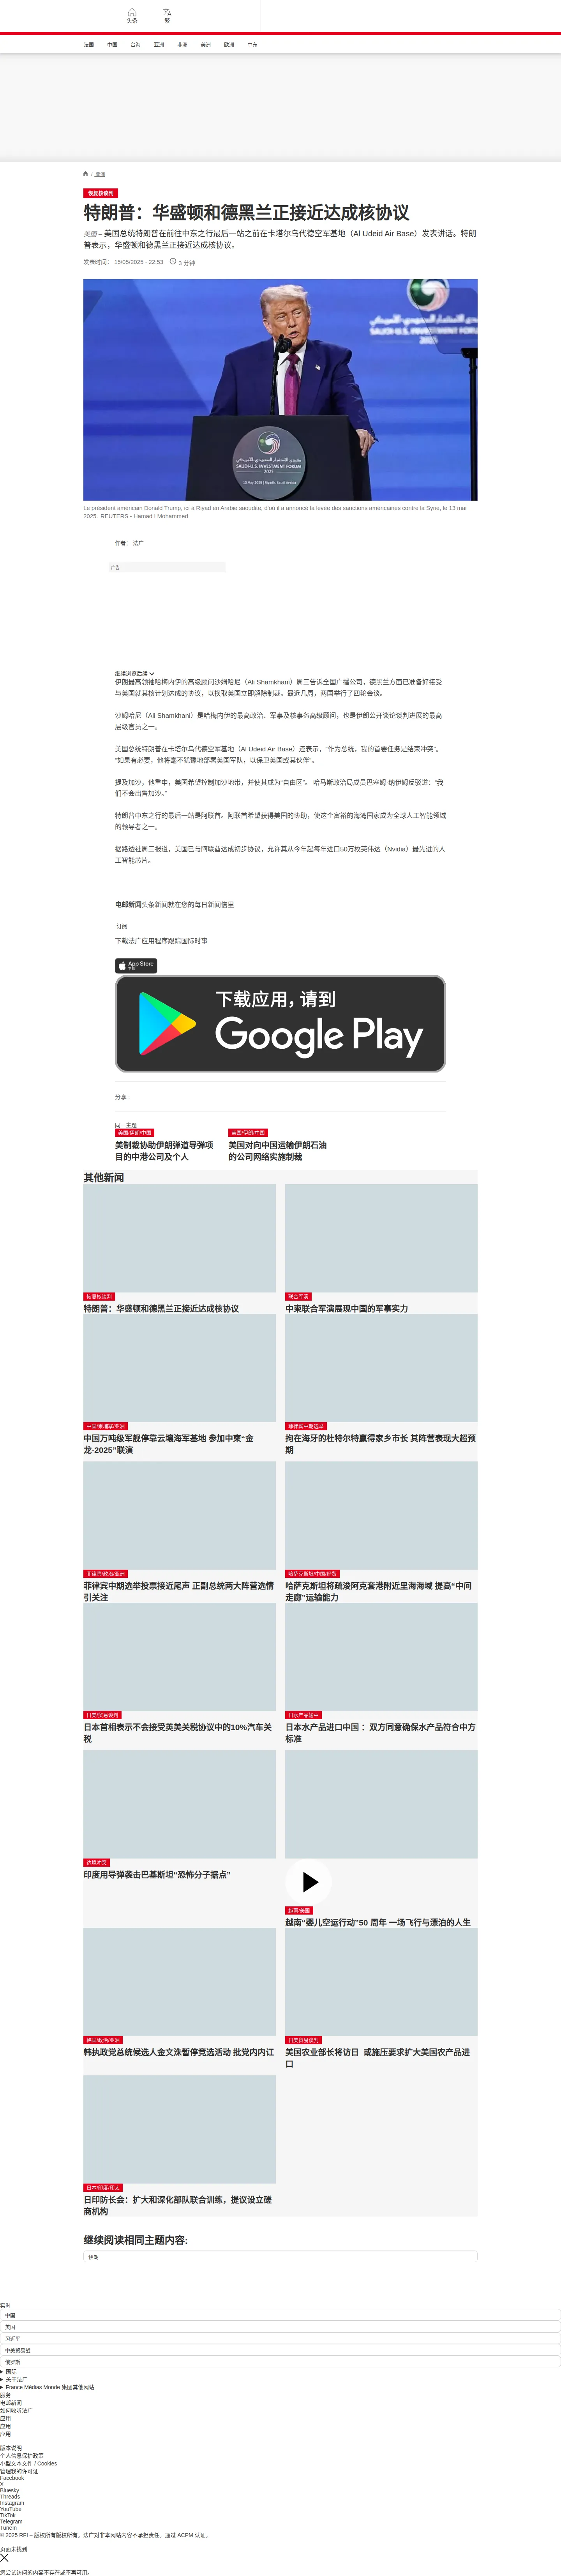 头条
繁
法国
中国
台海
亚洲
非洲
美洲
欧洲
中东
/ 亚洲
恢复核谈判
特朗普：华盛顿和德黑兰正接近达成核协议
美国 – 美国总统特朗普在前往中东之行最后一站之前在卡塔尔乌代德空军基地（Al Udeid Air Base）发表讲话。特朗
普表示，华盛顿和德黑兰正接近达成核协议。
发表时间： 15/05/2025 - 22:53
3 分钟
SAUDI-U.S. INVESTMENT FORUM
2025
SAUDI-U.S.
INVESTMENT FORUM
2025
Le président américain Donald Trump, ici à Riyad en Arabie saoudite, d'où il a annoncé la levée des sanctions américaines contre la Syrie, le 13 mai
2025. REUTERS - Hamad I Mohammed
作者： 法广
广告
继续浏览后续
伊朗最高领袖哈梅内伊的高级顾问沙姆哈尼（Ali Shamkhani）周三告诉全国广播公司，德黑兰方面已准备好接受
与美国就其核计划达成的协议，以换取美国立即解除制裁。最近几周，两国举行了四轮会谈。
沙姆哈尼（Ali Shamkhani）是哈梅内伊的最高政治、军事及核事务高级顾问，也是伊朗公开谈论谈判进展的最高
层级官员之一。
美国总统特朗普在卡塔尔乌代德空军基地（Al Udeid Air Base）还表示，“作为总统，我的首要任务是结束冲突”。
“如果有必要，他将毫不犹豫地部署美国军队，以保卫美国或其伙伴”。
提及加沙，他重申，美国希望控制加沙地带，并使其成为“自由区”。 哈马斯政治局成员巴塞姆·纳伊姆反驳道：“我
们不会出售加沙。”
特朗普中东之行的最后一站是阿联酋。阿联酋希望获得美国的协助，使这个富裕的海湾国家成为全球人工智能领域
的领导者之一。
据路透社周三报道，美国已与阿联酋达成初步协议，允许其从今年起每年进口50万枚英伟达（Nvidia）最先进的人
工智能芯片。
电邮新闻头条新闻就在您的每日新闻信里
订阅
下载法广应用程序跟踪国际时事
App Store
下载
下载应用，请到
Google Play
分享 :
同一主题
美国/伊朗/中国
美制裁协助伊朗弹道导弹项
目的中港公司及个人
美国/伊朗/中国
美国对向中国运输伊朗石油
的公司网络实施制裁
其他新闻
恢复核谈判
特朗普：华盛顿和德黑兰正接近达成核协议
联合军演
中柬联合军演展现中国的军事实力
中国/柬埔寨/亚洲
中国万吨级军舰停靠云壤海军基地 参加中柬“金
龙-2025”联演
菲律宾中期选举
拘在海牙的杜特尔特赢得家乡市长 其阵营表现大超预
期
菲律宾/政治/亚洲
菲律宾中期选举投票接近尾声 正副总统两大阵营选情
引关注
哈萨克斯坦/中国/经贸
哈萨克斯坦将疏浚阿克套港附近里海海域 提高“中间
走廊”运输能力
日美/贸易谈判
日本首相表示不会接受英美关税协议中的10%汽车关
税
日水产品输中
日本水产品进口中国 ：双方同意确保水产品符合中方
标准
边境冲突
印度用导弹袭击巴基斯坦“恐怖分子据点”
越南/美国
越南“婴儿空运行动”50 周年 一场飞行与漂泊的人生
韩国/政治/亚洲
韩执政党总统候选人金文洙暂停竞选活动 批党内内讧
日美贸易谈判
美国农业部长将访日 或施压要求扩大美国农产品进
口
日本/印度/印太
日印防长会：扩大和深化部队联合训练，提议设立磋
商机构
继续阅读相同主题内容:
伊朗
实时
中国
美国
习近平
中美贸易战
俄罗斯
国际
关于法广
France Médias Monde 集团其他网站
服务
电邮新闻
如何收听法广
应用
应用
应用
版本说明
个人信息保护政策
小型文本文件 / Cookies
管理我的许可证
Facebook
X
Bluesky
Threads
Instagram
YouTube
TikTok
Telegram
TuneIn
© 2025 RFI – 版权所有版权所有。法广对非本网站内容不承担责任。通过 ACPM 认证。
页面未找到
您尝试访问的内容不存在或不再可用。